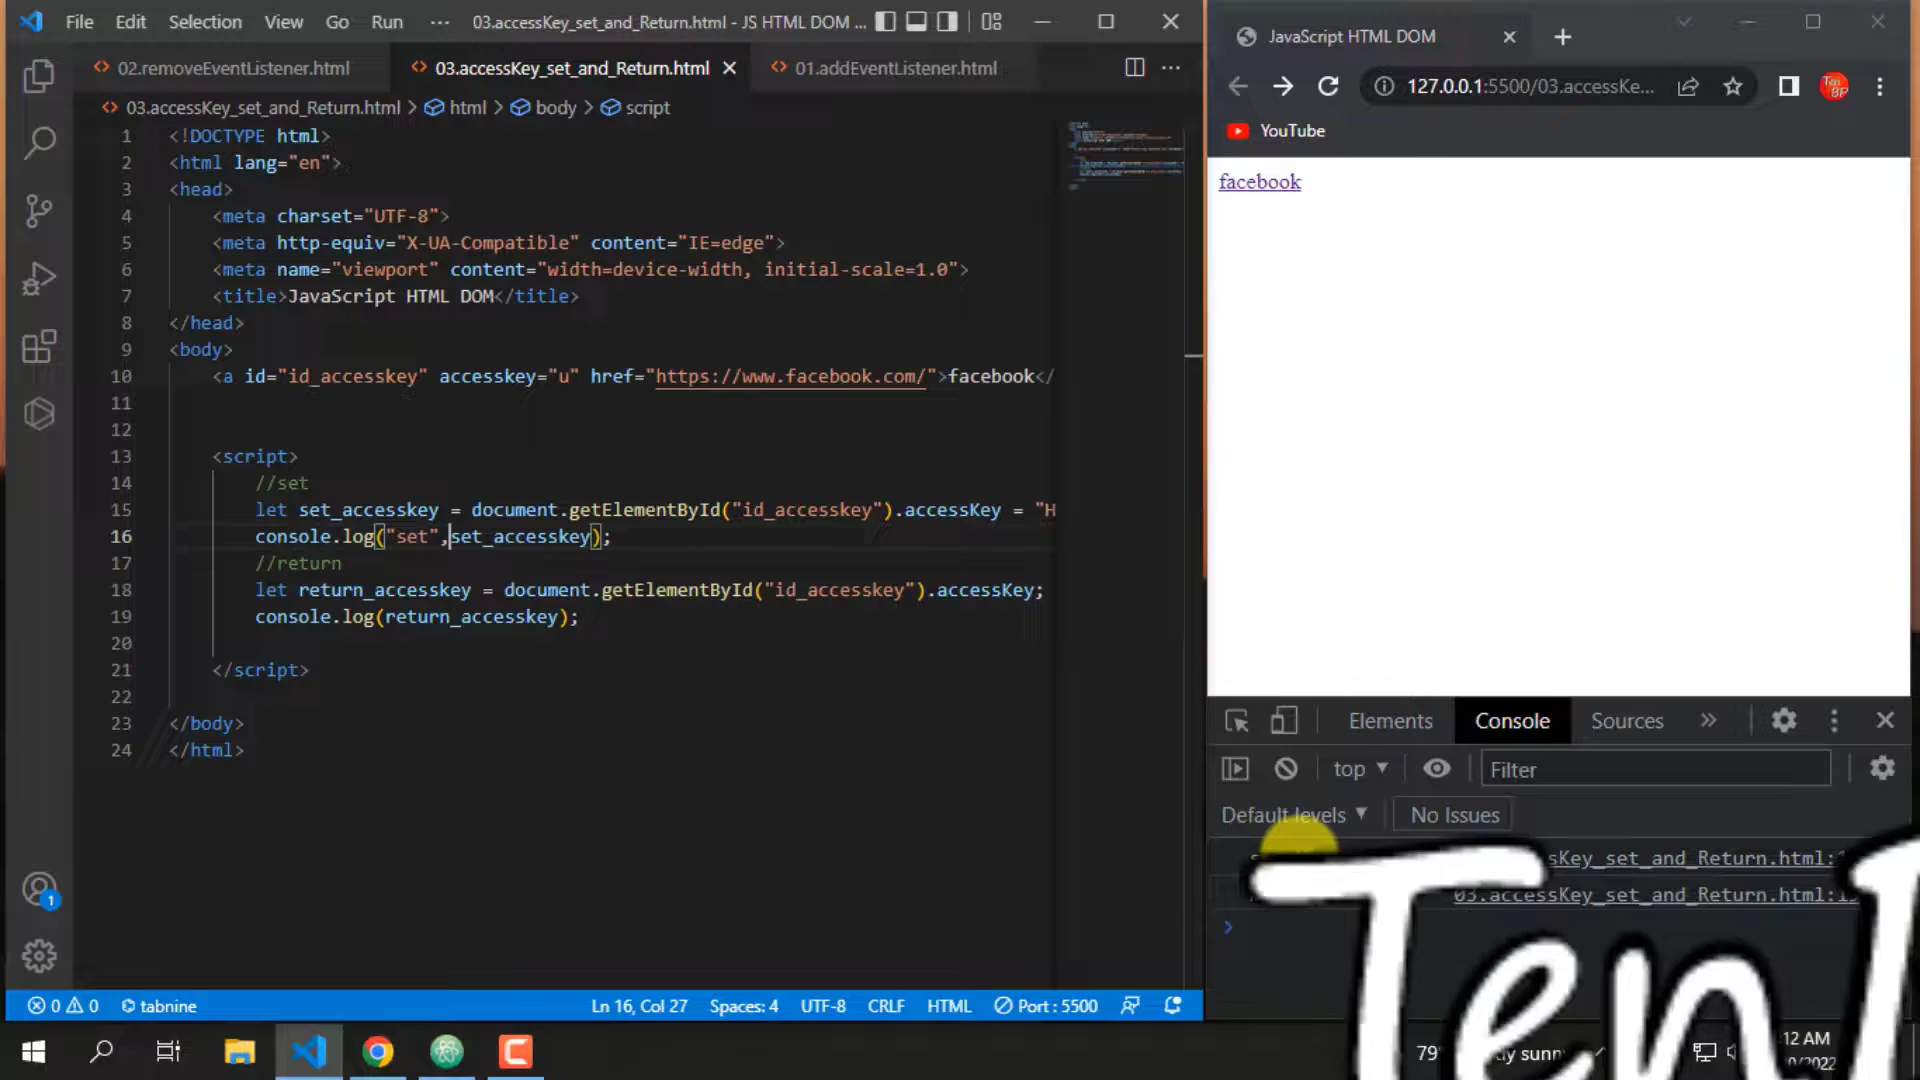 File Edit Selection View Go Run ··· 03.accessKey_set_and_Return.html - JS HTML DOM ...
02.removeEventListener.html 03.accessKey_set_and_Return.html 01.addEventListener.html
03.accessKey_set_and_Return.html > html > body > script
1 <!DOCTYPE html>
2 <html lang="en">
3 <head>
4 <meta charset="UTF-8">
5 <meta http-equiv="X-UA-Compatible" content="IE=edge">
6 <meta name="viewport" content="width=device-width, initial-scale=1.0">
7 <title>JavaScript HTML DOM</title>
8 </head>
9 <body>
10 <a id="id_accesskey" accesskey="u" href="https://www.facebook.com/">facebook</
11
12
13 <script>
14 //set
15 let set_accesskey = document.getElementById("id_accesskey").accessKey = "H
16 console.log("set",set_accesskey);
17 //return
18 let return_accesskey = document.getElementById("id_accesskey").accessKey;
19 console.log(return_accesskey);
20
21 </script>
22
23 </body>
24 </html>
0 0 tabnine Ln 16, Col 27 Spaces: 4 UTF-8 CRLF HTML Port : 5500
1
JavaScript HTML DOM
127.0.0.1:5500/03.accessKe...
YouTube
facebook
Elements Console Sources »
top Filter
Default levels No Issues
sKey_set_and_Return.html:
03.accessKey_set_and_Return.html:1
>
Ten
79° :12 AM
/2022